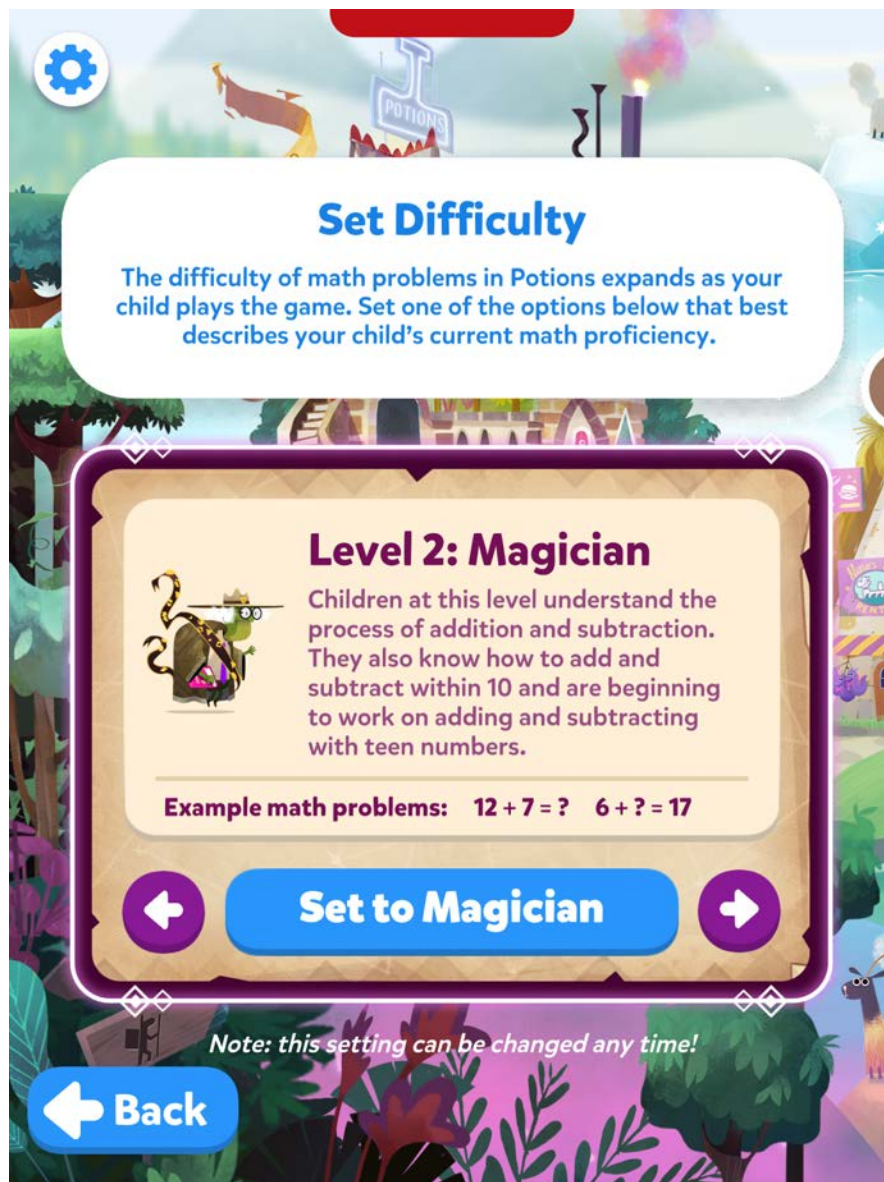 POTIONS
Set Difficulty
The difficulty of math problems in Potions expands as your
child plays the game. Set one of the options below that best
describes your child’s current math proficiency.
Level 2: Magician
Children at this level understand the
process of addition and subtraction.
They also know how to add and
subtract within 10 and are beginning
to work on adding and subtracting
with teen numbers.
Example math problems: 12 + 7 = ? 6 + ? = 17
Set to Magician
Note: this setting can be changed any time!
Back